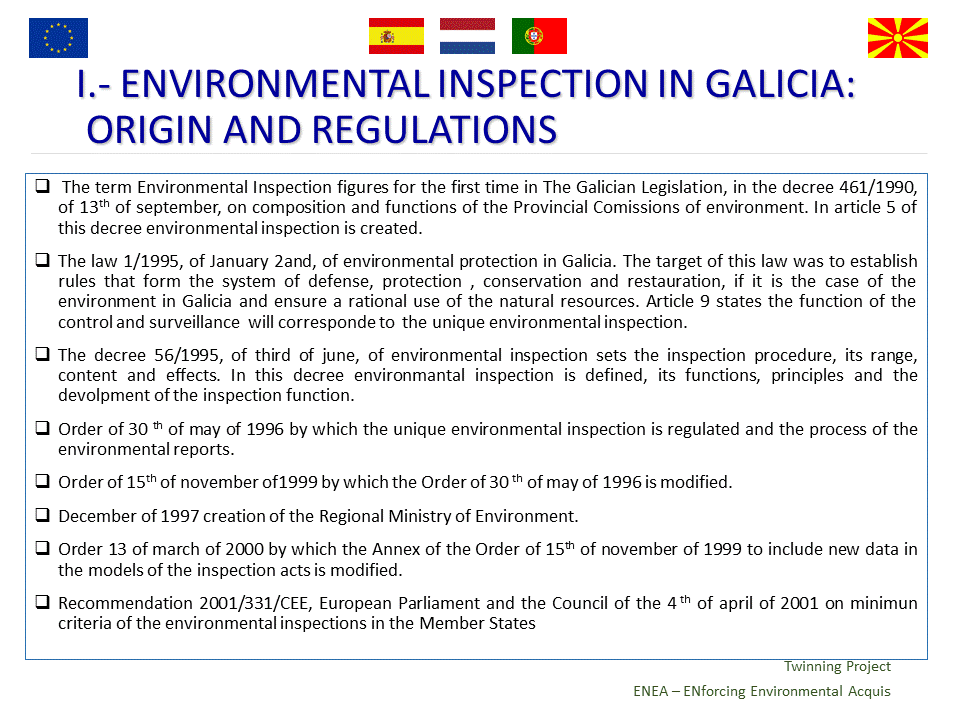 I.- ENVIRONMENTAL INSPECTION IN GALICIA:
ORIGIN AND REGULATIONS
❑ The term Environmental Inspection figures for the first time in The Galician Legislation, in the decree 461/1990,
of 13th of september, on composition and functions of the Provincial Comissions of environment. In article 5 of
this decree environmental inspection is created.
❑ The law 1/1995, of January 2and, of environmental protection in Galicia. The target of this law was to establish
rules that form the system of defense, protection , conservation and restauration, if it is the case of the
environment in Galicia and ensure a rational use of the natural resources. Article 9 states the function of the
control and surveillance will corresponde to the unique environmental inspection.
❑ The decree 56/1995, of third of june, of environmental inspection sets the inspection procedure, its range,
content and effects. In this decree environmantal inspection is defined, its functions, principles and the
devolpment of the inspection function.
❑ Order of 30 th of may of 1996 by which the unique environmental inspection is regulated and the process of the
environmental reports.
❑ Order of 15th of november of1999 by which the Order of 30 th of may of 1996 is modified.
❑ December of 1997 creation of the Regional Ministry of Environment.
❑ Order 13 of march of 2000 by which the Annex of the Order of 15th of november of 1999 to include new data in
the models of the inspection acts is modified.
❑ Recommendation 2001/331/CEE, European Parliament and the Council of the 4 th of april of 2001 on minimun
criteria of the environmental inspections in the Member States
Twinning Project
ENEA – ENforcing Environmental Acquis